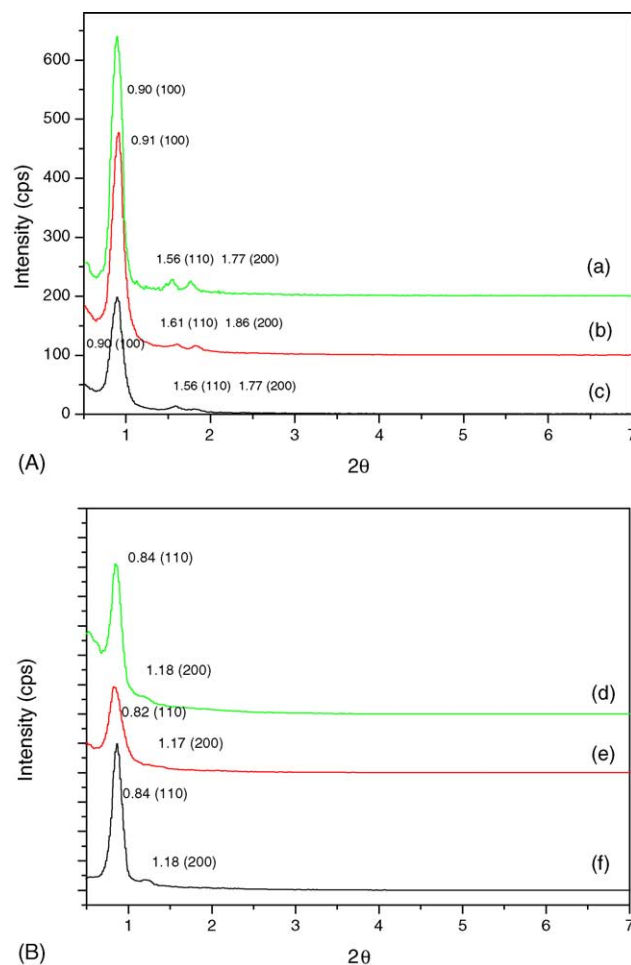 600
500
400
300
200
100
0
Intensity (cps)
0.90 (100)
0.91 (100)
1.56 (110) 1.77 (200)
(a)
1.61 (110) 1.86 (200)
(b)
0.90 (100)
1.56 (110) 1.77 (200)
(c)
1 2 3 4 5 6 7
(A)
2θ
Intensity (cps)
0.84 (110)
1.18 (200)
(d)
0.82 (110)
1.17 (200)
(e)
0.84 (110)
1.18 (200)
(f)
1 2 3 4 5 6 7
(B)
2θ